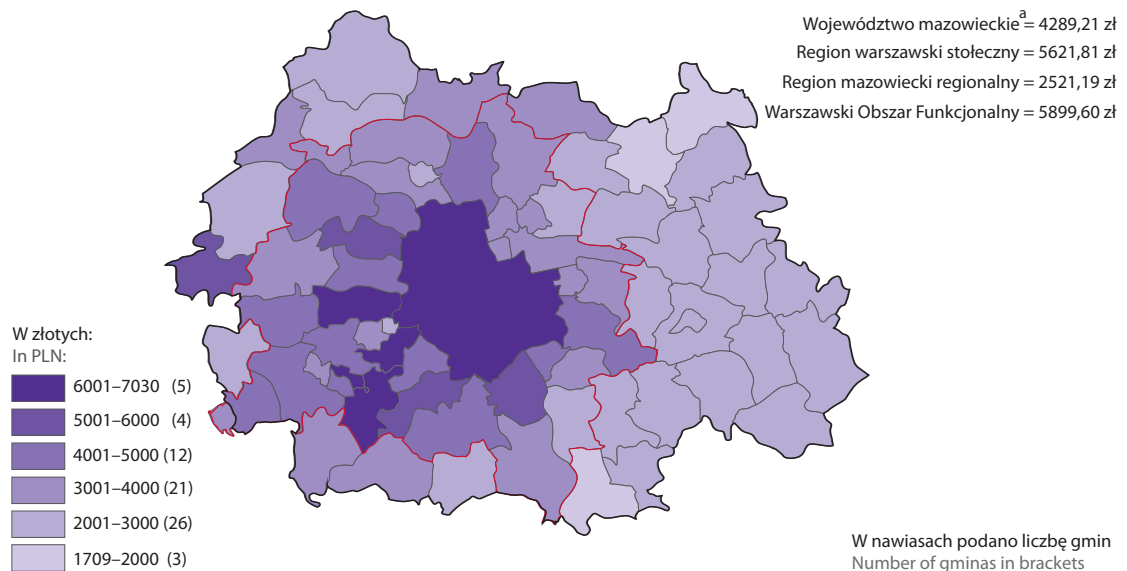 Województwo mazowieckie a = 4289,21 zł
Region warszawski stołeczny = 5621,81 zł
Region mazowiecki regionalny = 2521,19 zł
Warszawski Obszar Funkcjonalny = 5899,60 zł
W złotych:
In PLN:
6001–7030 (5)
5001–6000 (4)
4001–5000 (12)
3001–4000 (21)
2001–3000 (26)
1709–2000 (3)
W nawiasach podano liczbę gmin
Number of gminas in brackets